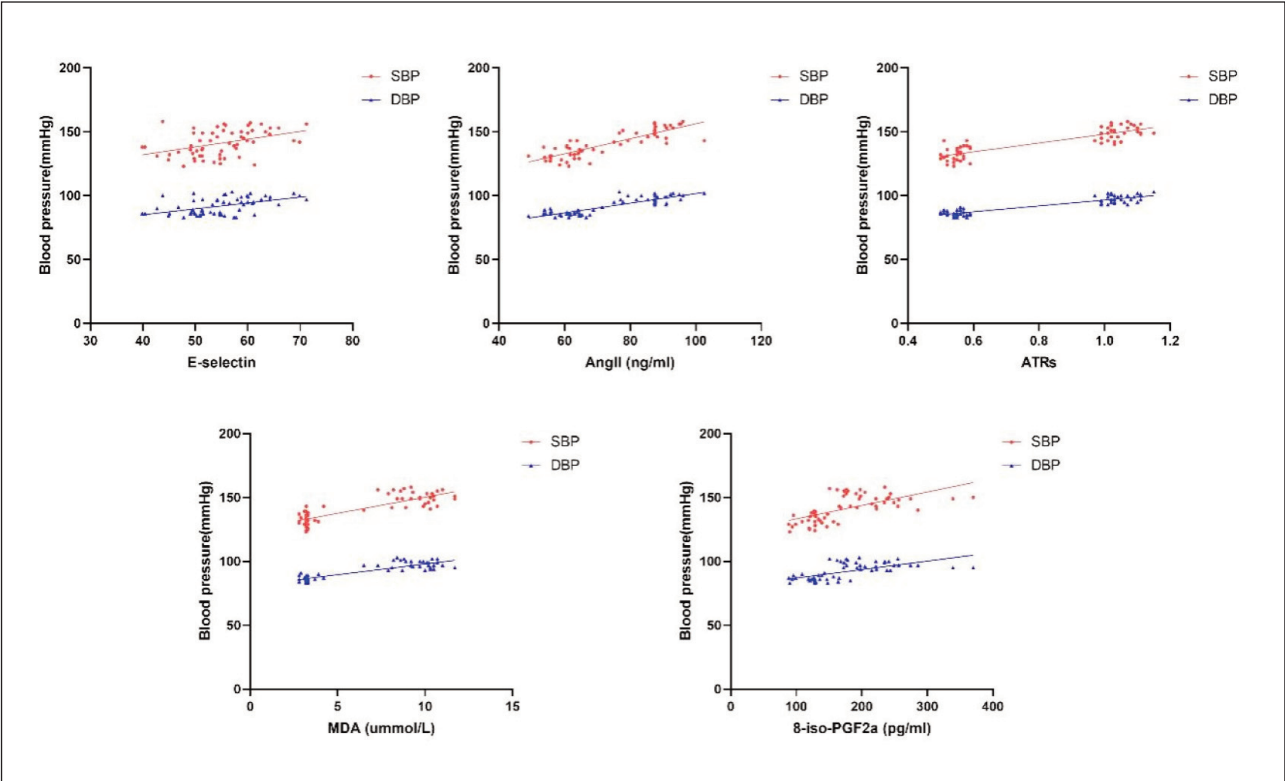 200
150
100
50
0
Blood pressure(mmHg)
SBP
DBP
30 40 50 60 70 80
E-selectin
200
150
100
50
0
Blood pressure(mmHg)
SBP
DBP
40 60 80 100 120
AngII (ng/ml)
200
150
100
50
0
Blood pressure(mmHg)
SBP
DBP
0.4 0.6 0.8 1.0 1.2
ATRs
200
150
100
50
0
Blood pressure(mmHg)
SBP
DBP
0 5 10 15
MDA (ummol/L)
200
150
100
50
0
Blood pressure(mmHg)
SBP
DBP
0 100 200 300 400
8-iso-PGF2a (pg/ml)